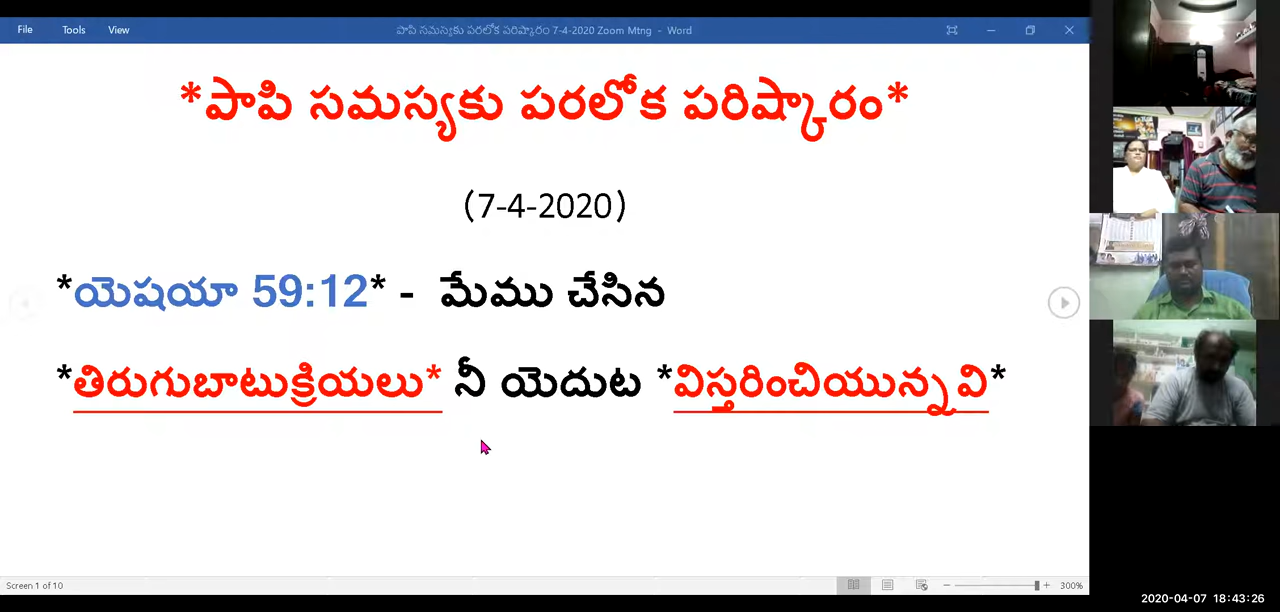 File Tools View పాపి సమస్యకు పరలోక పరిష్కారం 7-4-2020 Zoom Mtng - Word
*పాపి సమస్యకు పరలోక పరిష్కారం*
(7-4-2020)
*యెషయా 59:12* - మేము చేసిన
*తిరుగుబాటుక్రియలు* నీ యెదుట *విస్తరించియున్నవి*
Screen 1 of 10 300%
2020-04-07 18:43:26